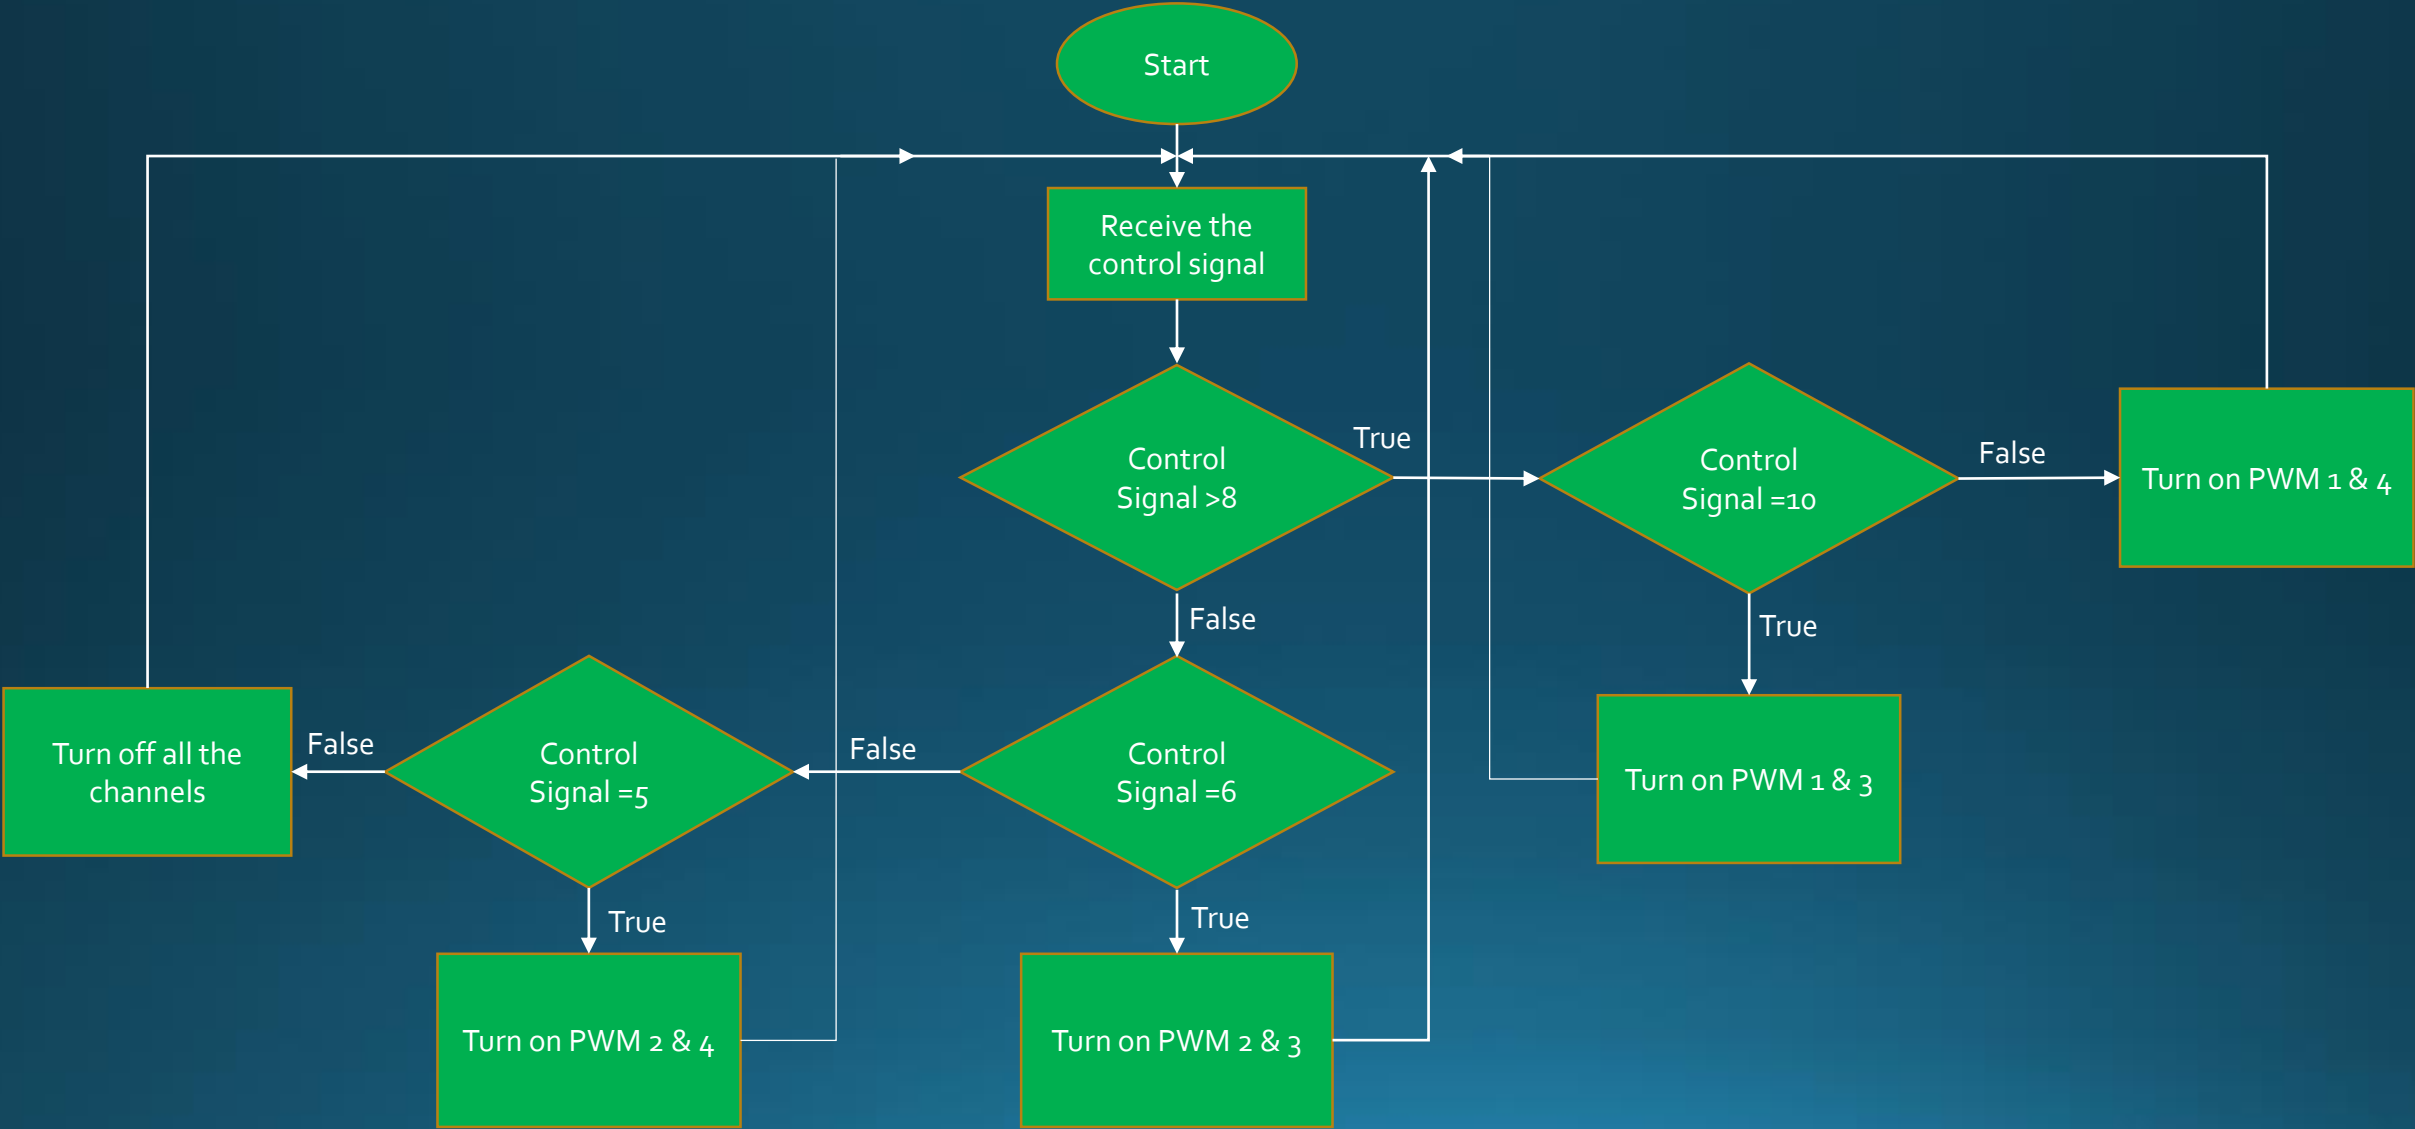 Start
Receive the
control signal
Control
Signal >8
True
Control
Signal =10
False
Turn on PWM 1 & 4
False
True
Turn off all the
channels
False
Control
Signal =5
False
Control
Signal =6
Turn on PWM 1 & 3
True
True
Turn on PWM 2 & 4
Turn on PWM 2 & 3